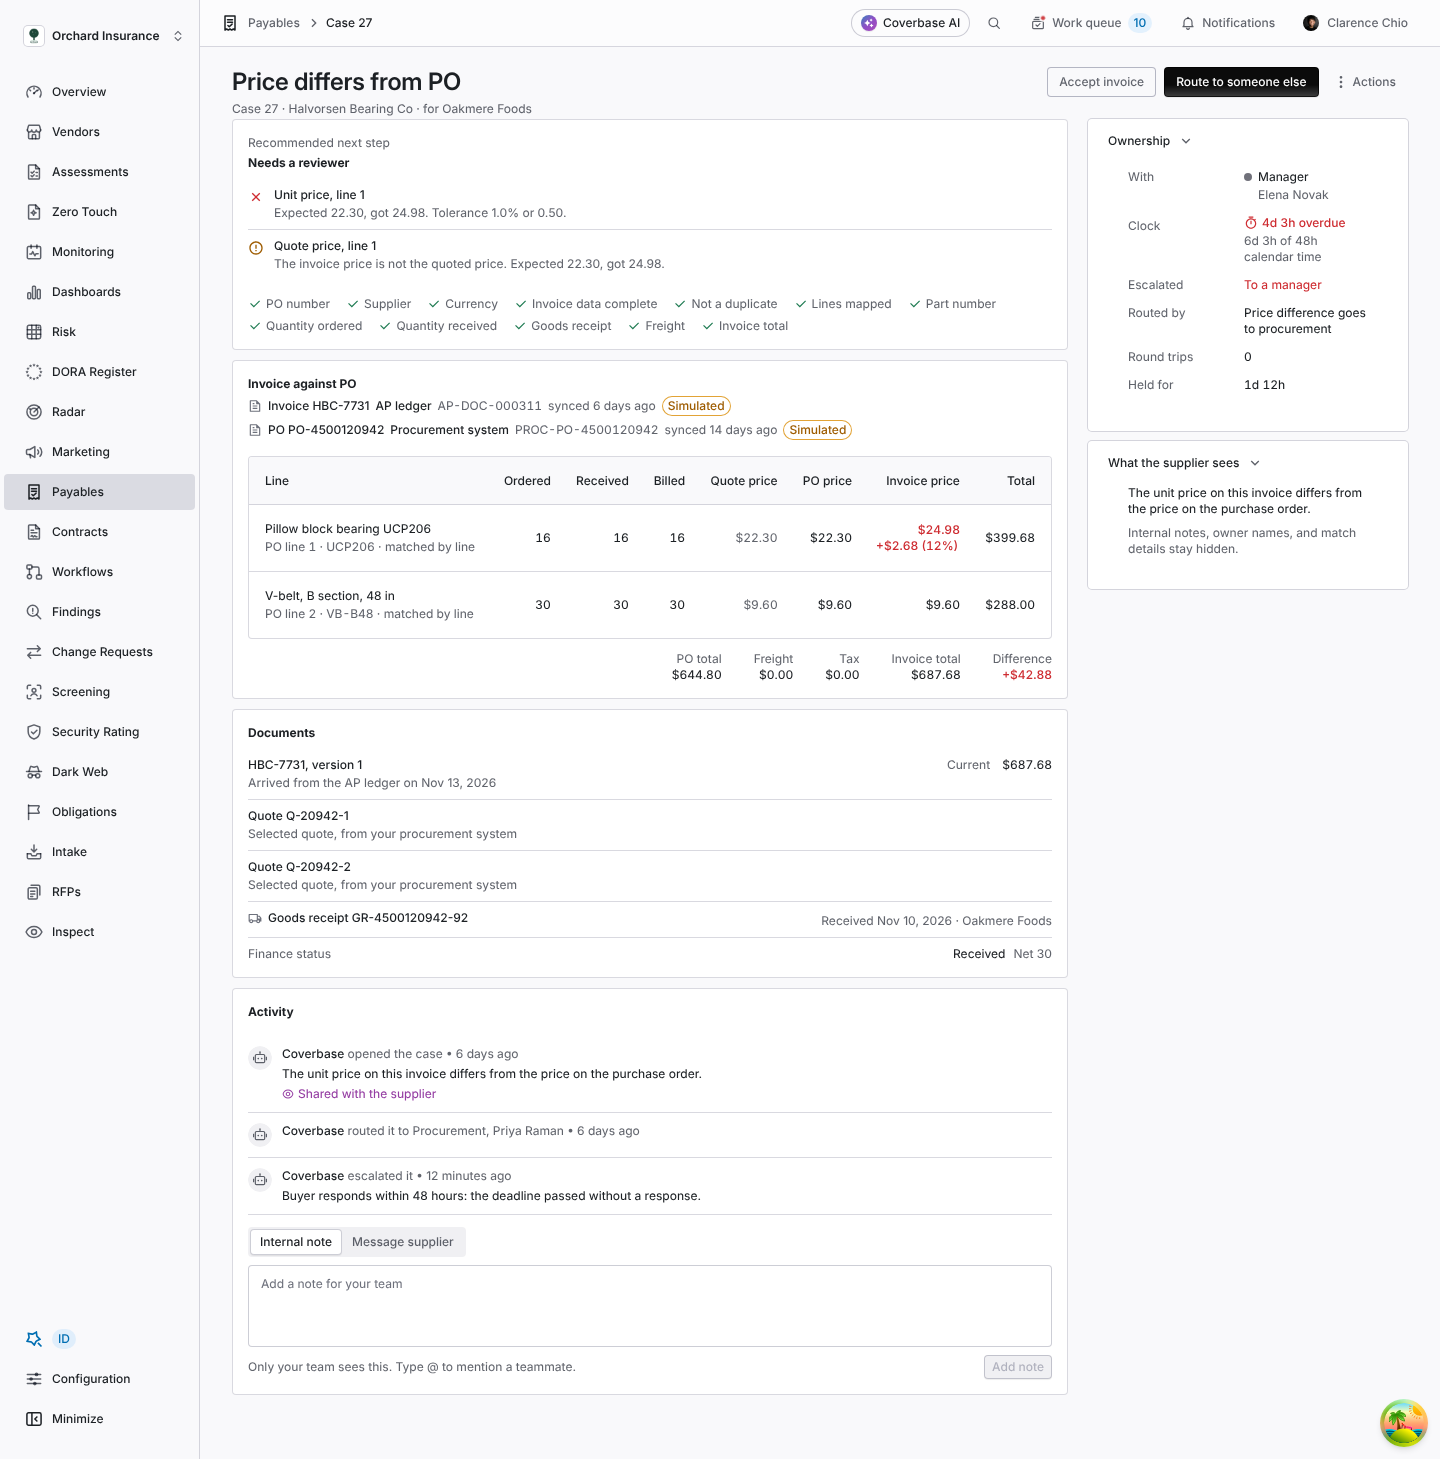 Orchard Insurance
Overview
Vendors
Assessments
Zero Touch
Monitoring
Dashboards
Risk
DORA Register
Radar
Marketing
Payables
Contracts
Workflows
Findings
Change Requests
Screening
Security Rating
Dark Web
Obligations
Intake
RFPs
Inspect
ID
Configuration
Minimize
Payables > Case 27
Coverbase AI
Work queue 10
Notifications
Clarence Chio
Price differs from PO
Case 27 · Halvorsen Bearing Co · for Oakmere Foods
Accept invoice
Route to someone else
Actions
Recommended next step
Needs a reviewer
Unit price, line 1
Expected 22.30, got 24.98. Tolerance 1.0% or 0.50.
Quote price, line 1
The invoice price is not the quoted price. Expected 22.30, got 24.98.
PO number Supplier Currency Invoice data complete Not a duplicate Lines mapped Part number
Quantity ordered Quantity received Goods receipt Freight Invoice total
Invoice against PO
Invoice HBC-7731 AP ledger AP-DOC-000311 synced 6 days ago Simulated
PO PO-4500120942 Procurement system PROC-PO-4500120942 synced 14 days ago Simulated
Line Ordered Received Billed Quote price PO price Invoice price Total
Pillow block bearing UCP206
PO line 1 · UCP206 · matched by line
16 16 16 $22.30 $22.30 $24.98 $399.68
+$2.68 (12%)
V-belt, B section, 48 in
PO line 2 · VB-B48 · matched by line
30 30 30 $9.60 $9.60 $9.60 $288.00
PO total Freight Tax Invoice total Difference
$644.80 $0.00 $0.00 $687.68 +$42.88
Documents
HBC-7731, version 1
Current $687.68
Arrived from the AP ledger on Nov 13, 2026
Quote Q-20942-1
Selected quote, from your procurement system
Quote Q-20942-2
Selected quote, from your procurement system
Goods receipt GR-4500120942-92
Received Nov 10, 2026 · Oakmere Foods
Finance status
Received Net 30
Activity
Coverbase opened the case • 6 days ago
The unit price on this invoice differs from the price on the purchase order.
Shared with the supplier
Coverbase routed it to Procurement, Priya Raman • 6 days ago
Coverbase escalated it • 12 minutes ago
Buyer responds within 48 hours: the deadline passed without a response.
Internal note
Message supplier
Add a note for your team
Only your team sees this. Type @ to mention a teammate.
Add note
Ownership
With
Manager
Elena Novak
Clock
4d 3h overdue
6d 3h of 48h
calendar time
Escalated
To a manager
Routed by
Price difference goes
to procurement
Round trips
0
Held for
1d 12h
What the supplier sees
The unit price on this invoice differs from
the price on the purchase order.
Internal notes, owner names, and match
details stay hidden.